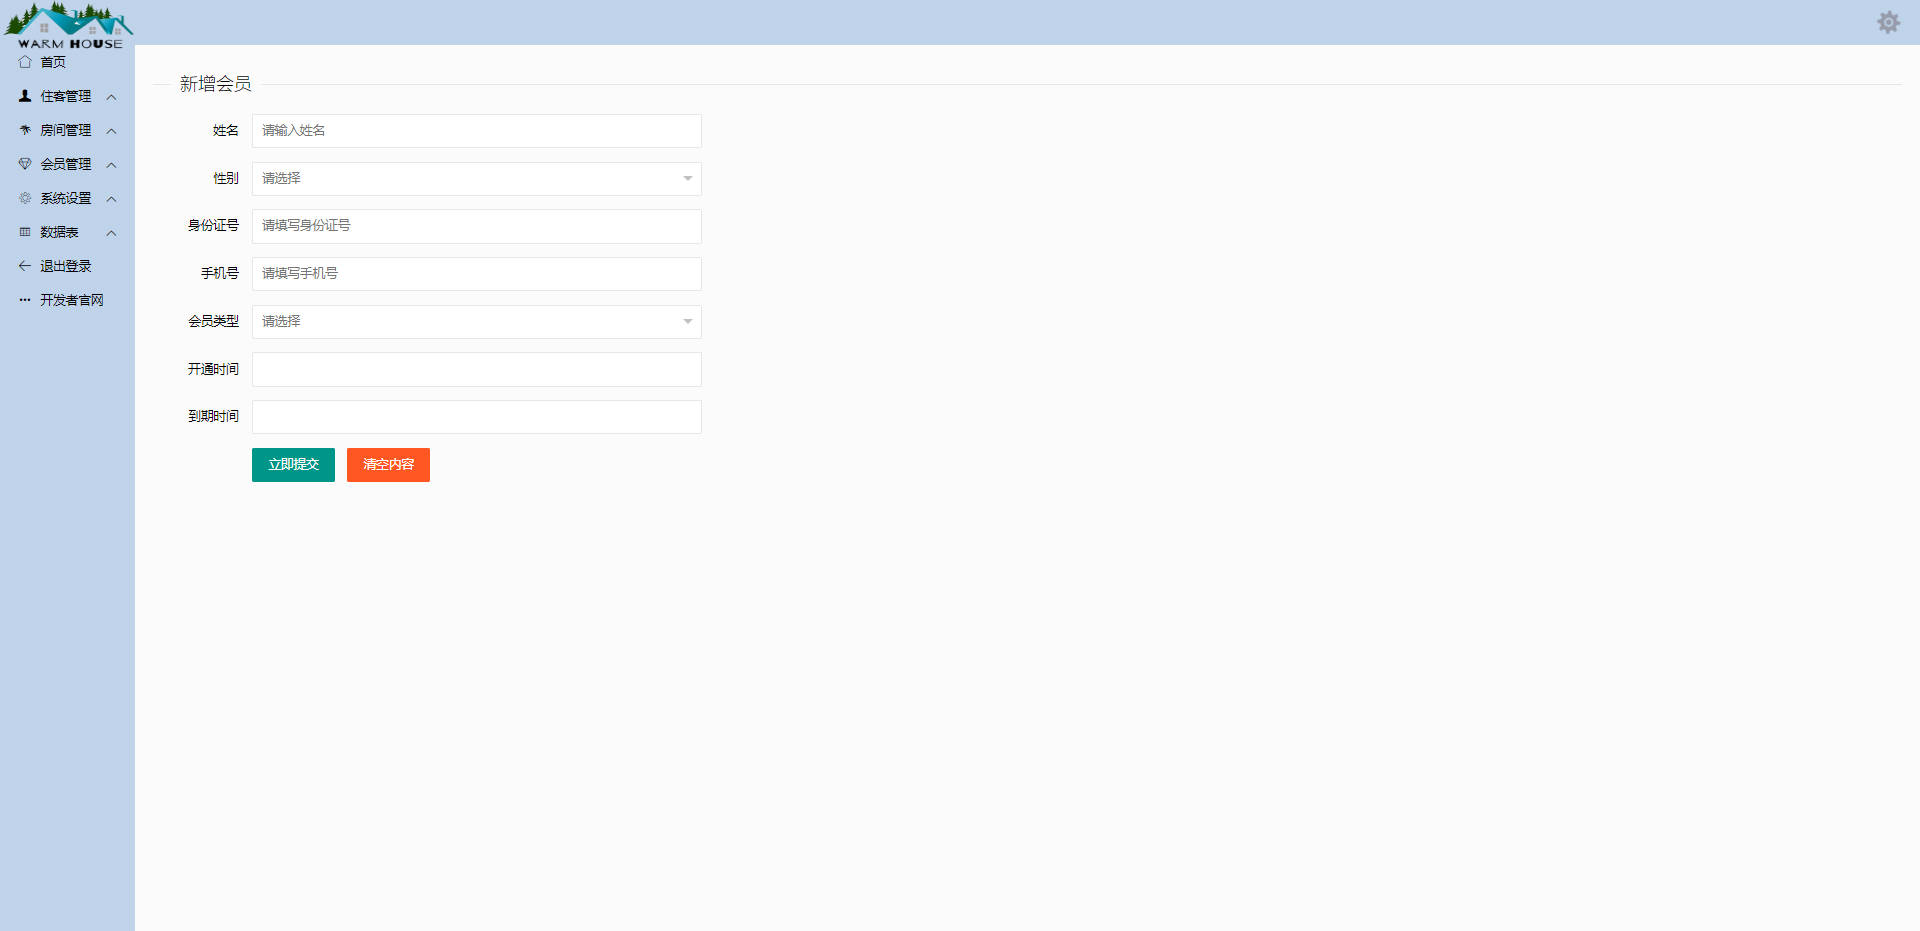 WARM HOUSE
首页
住客管理
房间管理
会员管理
系统设置
数据表
退出登录
开发者官网
新增会员
姓名 请输入姓名
性别 请选择
身份证号 请填写身份证号
手机号 请填写手机号
会员类型 请选择
开通时间
到期时间
立即提交 清空内容